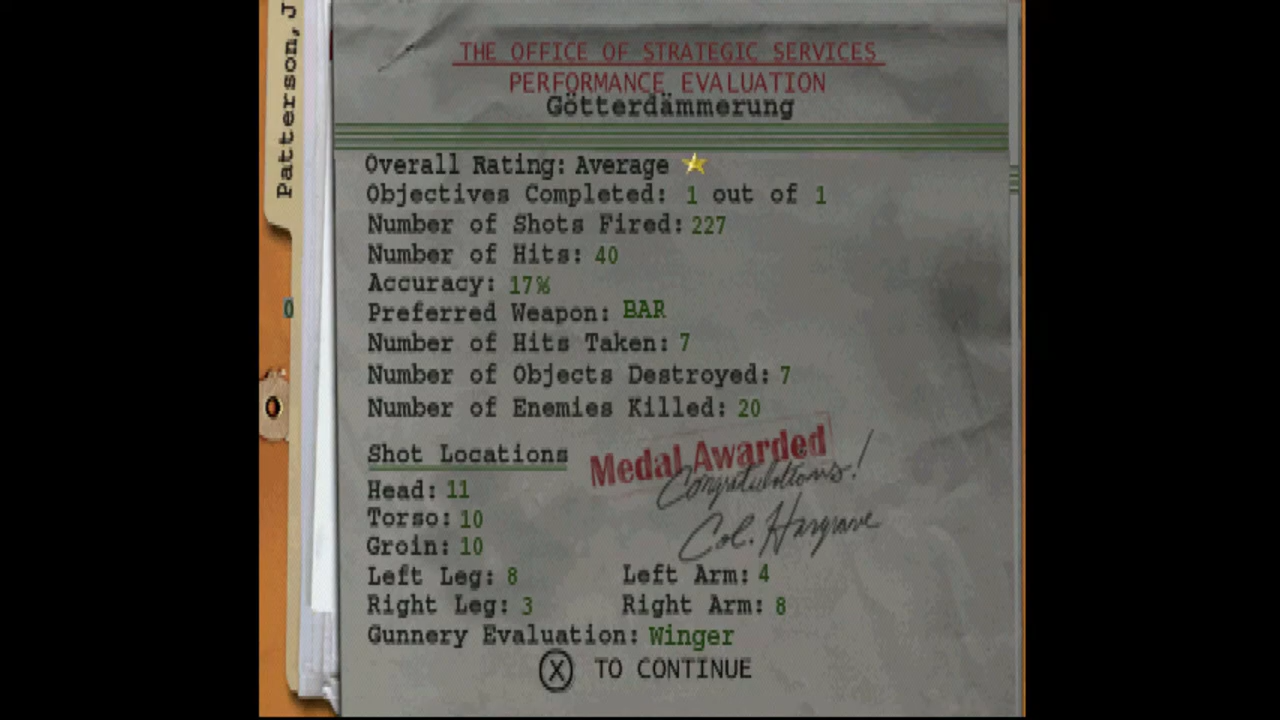 Patterson, J
THE OFFICE OF STRATEGIC SERVICES
PERFORMANCE EVALUATION
Götterdämmerung
Overall Rating: Average
Objectives Completed: 1 out of 1
Number of Shots Fired: 227
Number of Hits: 40
Accuracy: 17%
Preferred Weapon: BAR
Number of Hits Taken: 7
Number of Objects Destroyed: 7
Number of Enemies Killed: 20
Shot Locations
Medal Awarded
Congratulations!
Col. Hargrave
Head: 11
Torso: 10
Groin: 10
Left Leg: 8 Left Arm: 4
Right Leg: 3 Right Arm: 8
Gunnery Evaluation: Winger
X TO CONTINUE